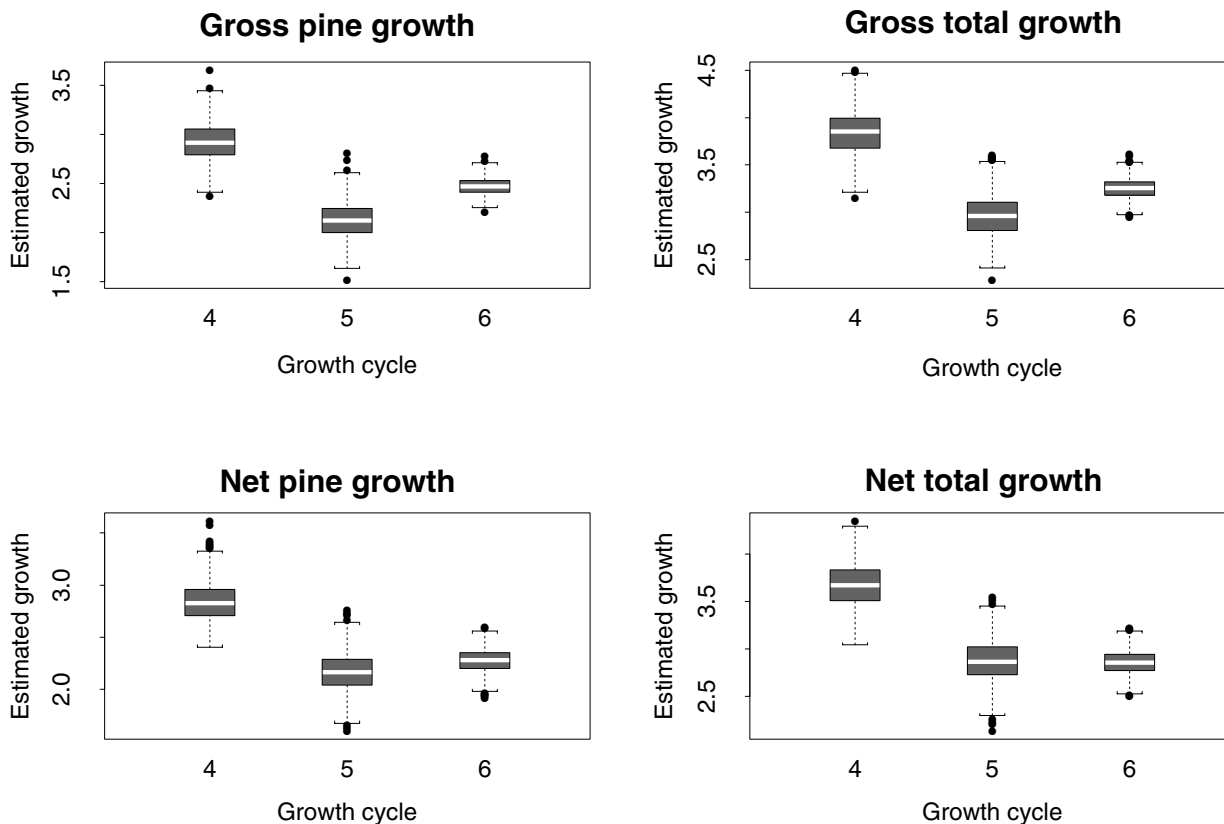 Gross pine growth
Estimated growth
3.5
2.5
1.5
4 5 6
Growth cycle
Gross total growth
Estimated growth
4.5
3.5
2.5
4 5 6
Growth cycle
Net pine growth
Estimated growth
3.0
2.0
4 5 6
Growth cycle
Net total growth
Estimated growth
3.5
2.5
4 5 6
Growth cycle